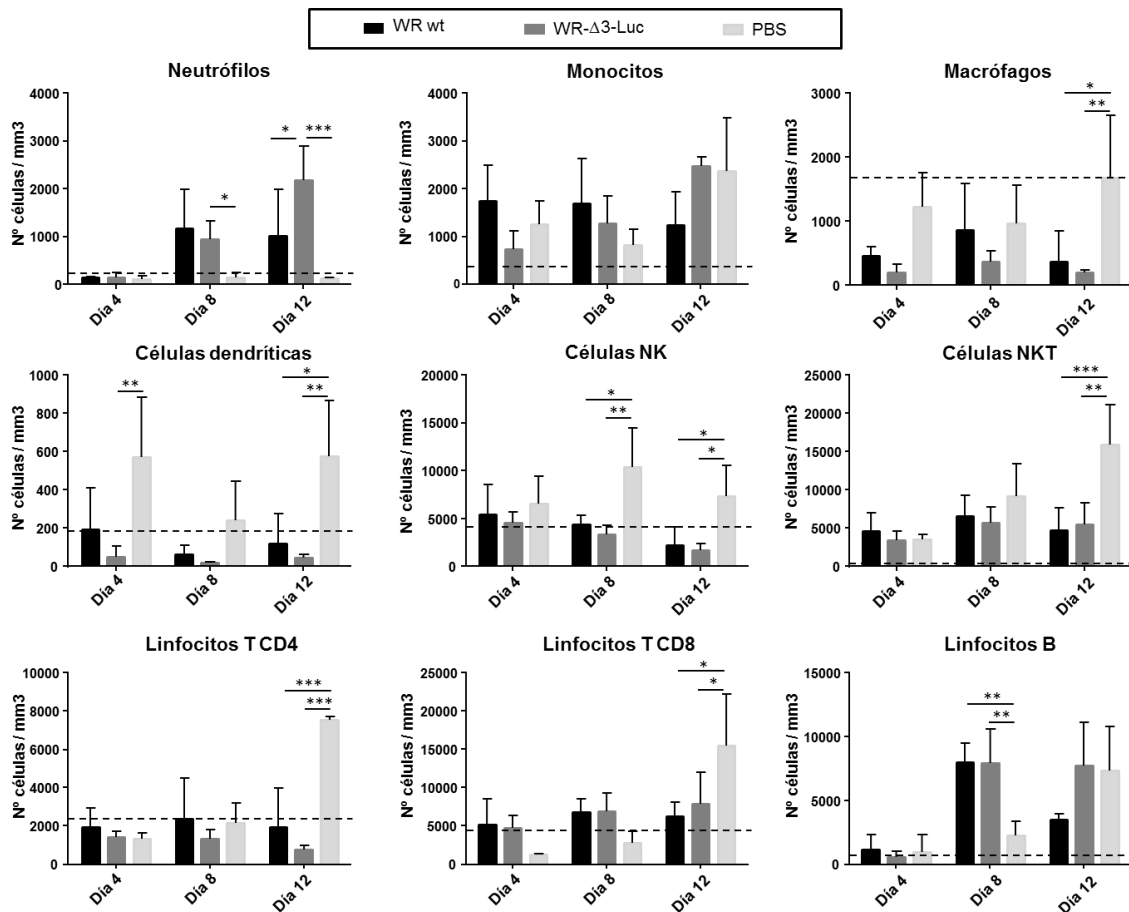 WR wt WR-Δ3-Luc PBS
Neutrófilos
Nº células / mm3
4000
3000
2000
1000
0
* * ***
Día 4 Día 8 Día 12
Monocitos
Nº células / mm3
4000
3000
2000
1000
0
Día 4 Día 8 Día 12
Macrófagos
Nº células / mm3
3000
2000
1000
0
*
**
Día 4 Día 8 Día 12
Células dendríticas
Nº células / mm3
1000
800
600
400
200
0
** *
**
Día 4 Día 8 Día 12
Células NK
Nº células / mm3
20000
15000
10000
5000
0
*
**
*
*
Día 4 Día 8 Día 12
Células NKT
Nº células / mm3
25000
20000
15000
10000
5000
0
***
**
Día 4 Día 8 Día 12
Linfocitos T CD4
Nº células / mm3
10000
8000
6000
4000
2000
0
***
***
Día 4 Día 8 Día 12
Linfocitos T CD8
Nº células / mm3
25000
20000
15000
10000
5000
0
*
*
Día 4 Día 8 Día 12
Linfocitos B
Nº células / mm3
15000
10000
5000
0
**
**
Día 4 Día 8 Día 12